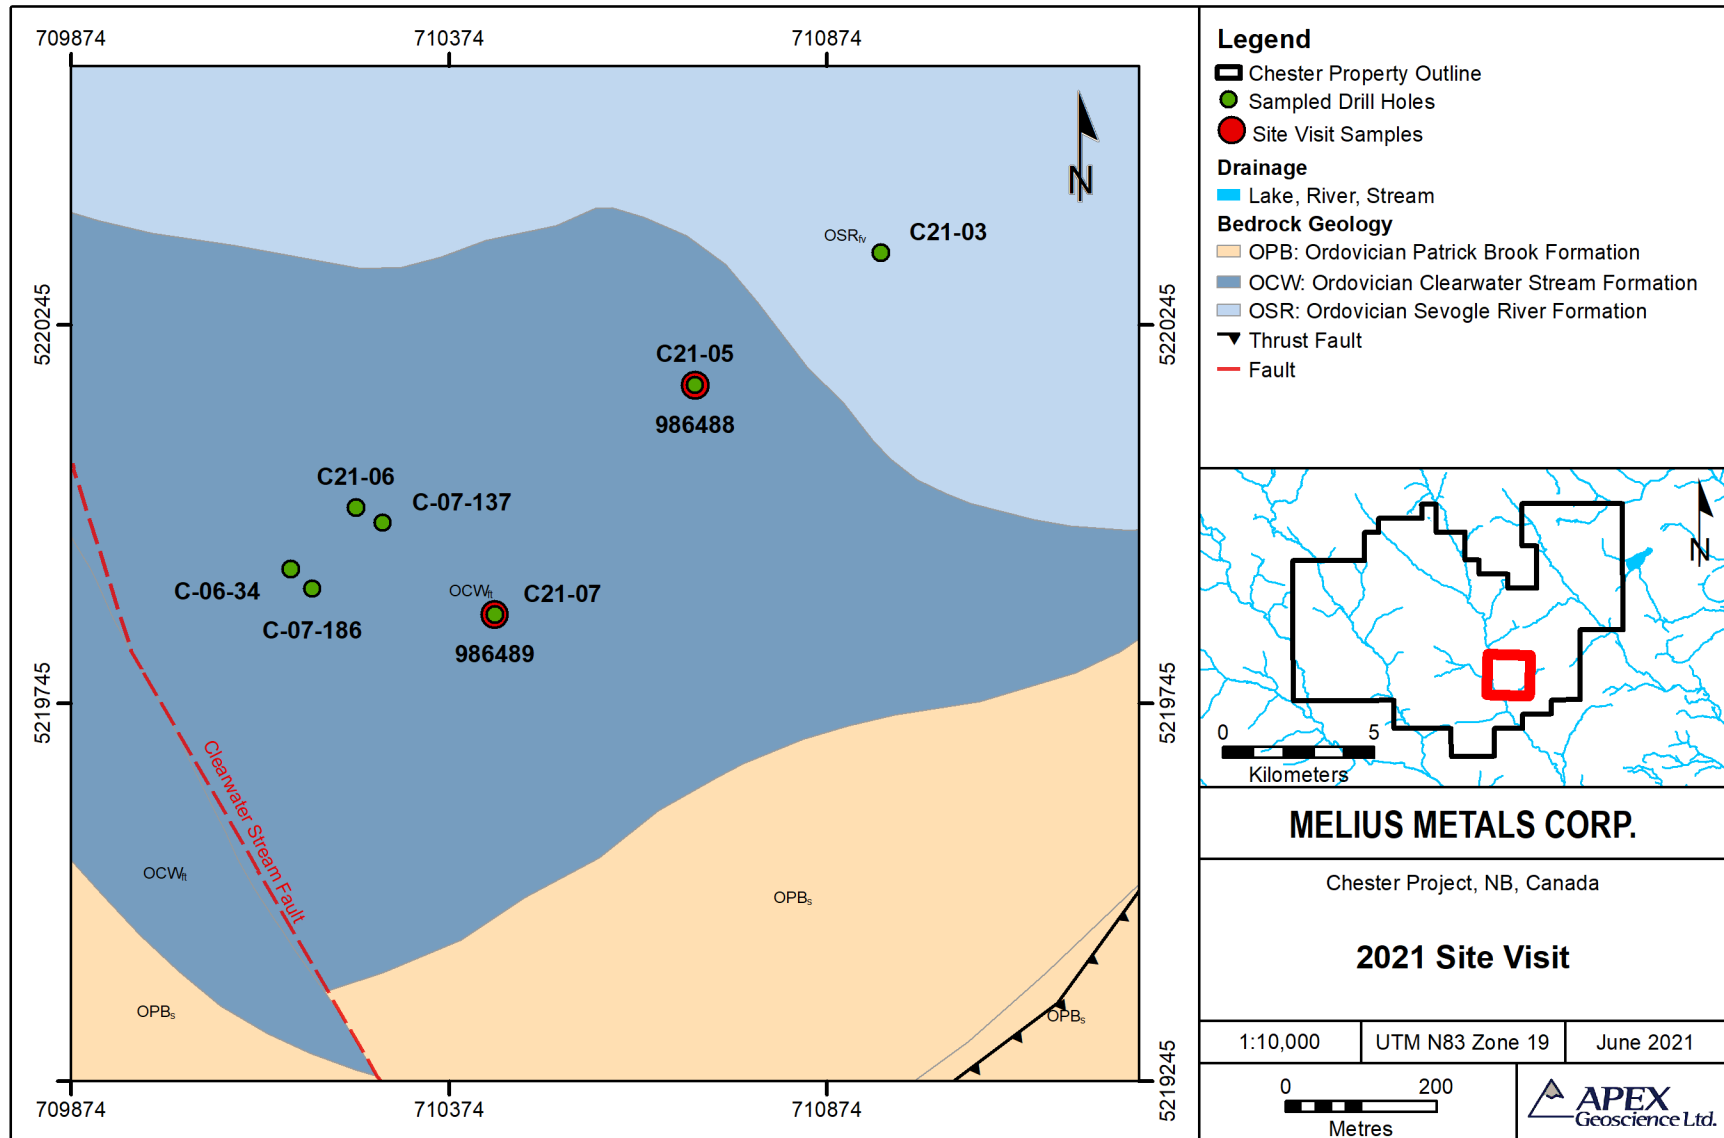 709874
710374
710874
5220245
5220245
OSRfv
C21-03
C21-05
986488
C21-06
C-07-137
C-06-34
C-07-186
OCWft
C21-07
986489
5219745
5219745
Clearwater Stream Fault
OCWft
OPBs
OPBs
OPBs
5219245
709874
710374
710874
N
Legend
Chester Property Outline
Sampled Drill Holes
Site Visit Samples
Drainage
Lake, River, Stream
Bedrock Geology
OPB: Ordovician Patrick Brook Formation
OCW: Ordovician Clearwater Stream Formation
OSR: Ordovician Sevogle River Formation
Thrust Fault
Fault
N
0 5
Kilometers
MELIUS METALS CORP.
Chester Project, NB, Canada
2021 Site Visit
1:10,000 UTM N83 Zone 19 June 2021
0 200
Metres
APEX
Geoscience Ltd.